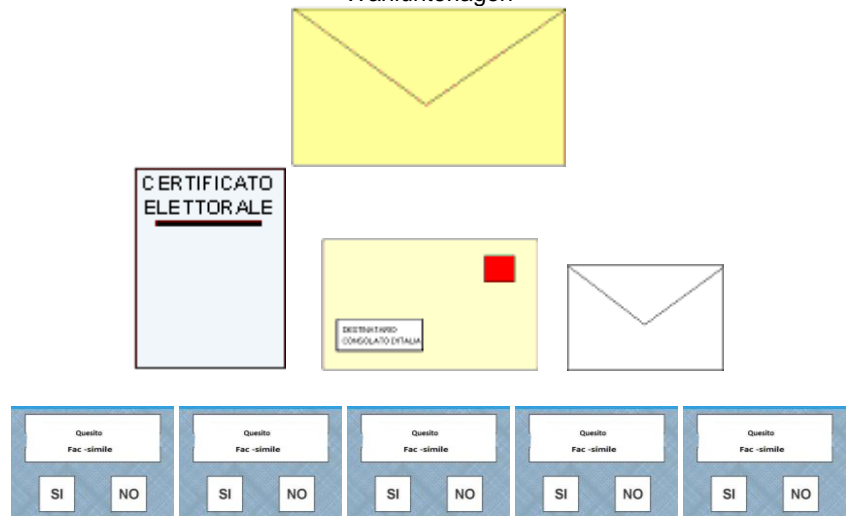 Wahlunterlagen
CERTIFICATO
ELETTORALE
DESTINATARIO
CONSOLATO D'ITALIA
Quesito
Fac -simile
SI NO
Quesito
Fac -simile
SI NO
Quesito
Fac -simile
SI NO
Quesito
Fac -simile
SI NO
Quesito
Fac -simile
SI NO